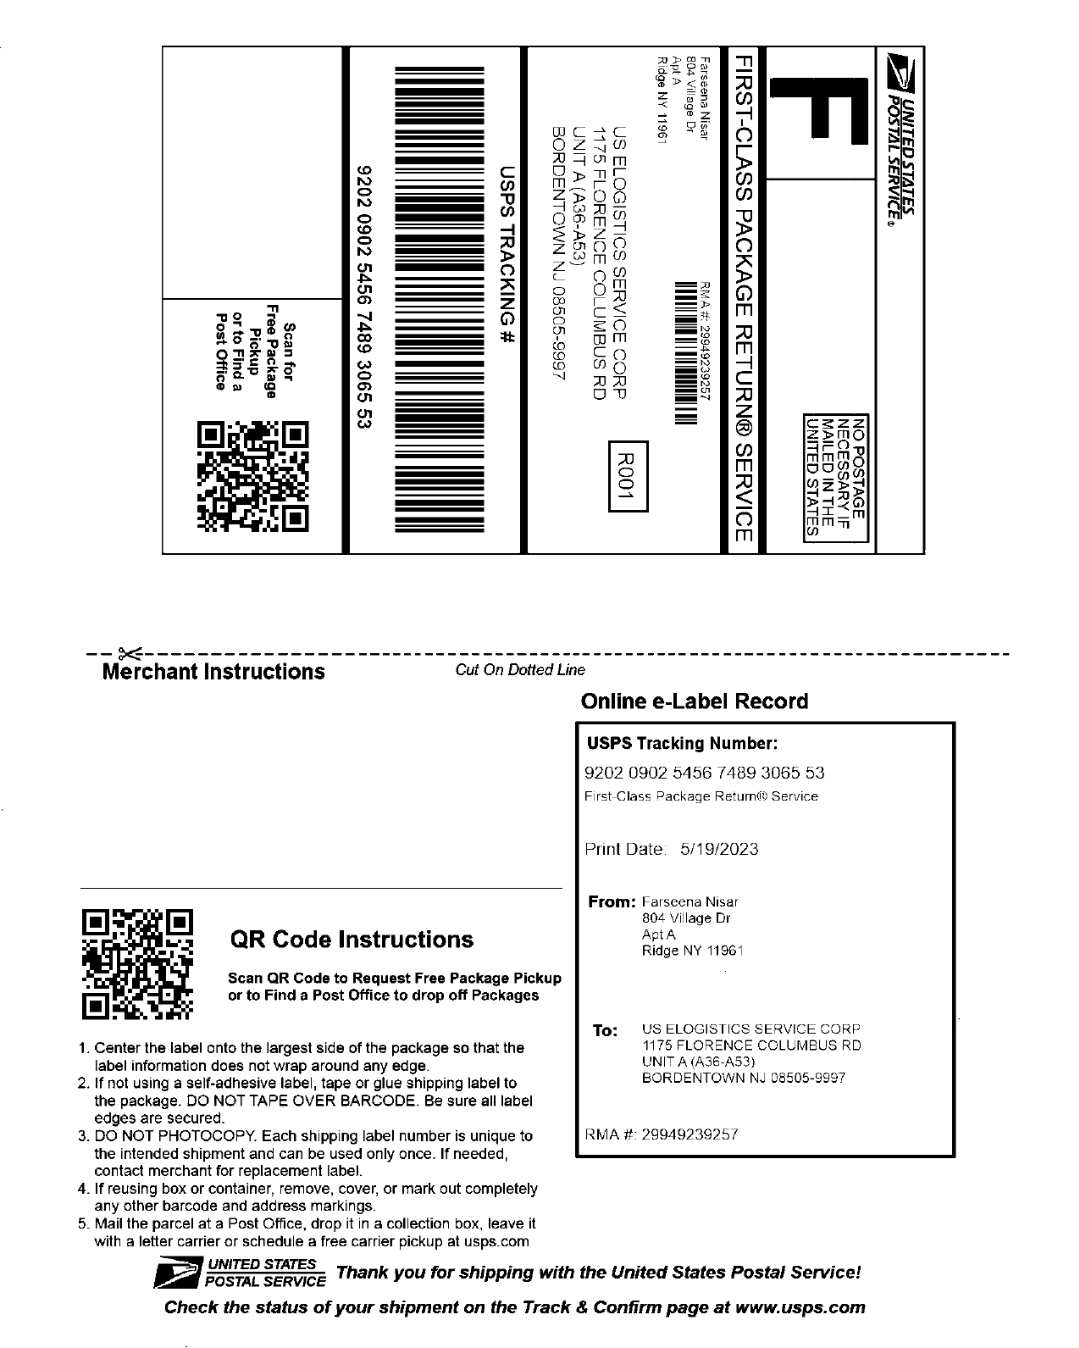 UNITED STATES
POSTAL SERVICE®
F
NO POSTAGE
NECESSARY IF
MAILED IN THE
UNITED STATES
FIRST-CLASS PACKAGE RETURN® SERVICE
Farseena Nisar
804 Village Dr
Apt A
Ridge NY 11961
RMA #: 29949239257
US ELOGISTICS SERVICE CORP
1175 FLORENCE COLUMBUS RD
UNIT A (A36-A53)
BORDENTOWN NJ 08505-9997
R001
USPS TRACKING #
9202 0902 5456 7489 3065 53
Scan for
Free Package
Pickup
or to Find a
Post Office
Merchant Instructions
Cut On Dotted Line
Online e-Label Record
USPS Tracking Number:
9202 0902 5456 7489 3065 53
First-Class Package Return® Service
Print Date: 5/19/2023
From: Farseena Nisar
804 Village Dr
Apt A
Ridge NY 11961
To: US ELOGISTICS SERVICE CORP
1175 FLORENCE COLUMBUS RD
UNIT A (A36-A53)
BORDENTOWN NJ 08505-9997
RMA #: 29949239257
QR Code Instructions
Scan QR Code to Request Free Package Pickup
or to Find a Post Office to drop off Packages
1. Center the label onto the largest side of the package so that the
label information does not wrap around any edge.
2. If not using a self-adhesive label, tape or glue shipping label to
the package. DO NOT TAPE OVER BARCODE. Be sure all label
edges are secured.
3. DO NOT PHOTOCOPY. Each shipping label number is unique to
the intended shipment and can be used only once. If needed,
contact merchant for replacement label.
4. If reusing box or container, remove, cover, or mark out completely
any other barcode and address markings.
5. Mail the parcel at a Post Office, drop it in a collection box, leave it
with a letter carrier or schedule a free carrier pickup at usps.com
UNITED STATES
POSTAL SERVICE
Thank you for shipping with the United States Postal Service!
Check the status of your shipment on the Track & Confirm page at www.usps.com